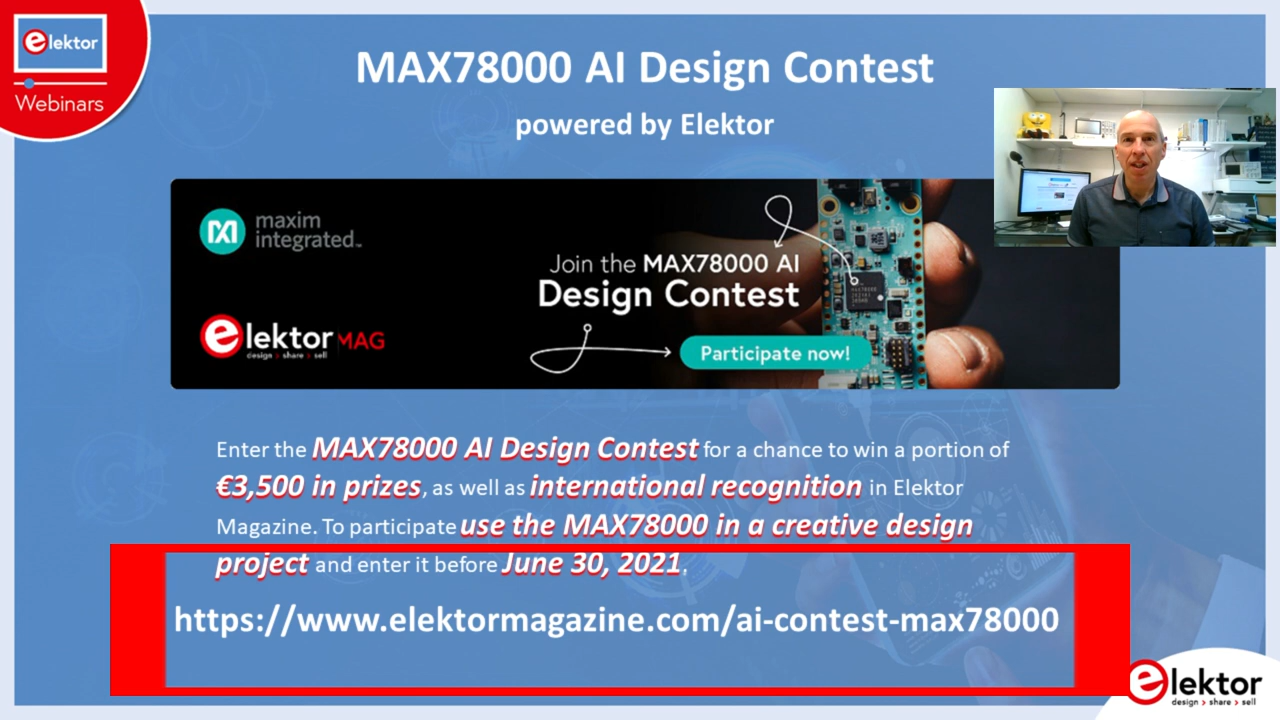 elektor
Webinars
MAX78000 AI Design Contest
powered by Elektor
maxim
integrated™
Join the MAX78000 AI
Design Contest
Participate now!
elektor MAG
design › share › sell
Enter the MAX78000 AI Design Contest for a chance to win a portion of
€3,500 in prizes, as well as international recognition in Elektor
Magazine. To participate use the MAX78000 in a creative design
project and enter it before June 30, 2021.
https://www.elektormagazine.com/ai-contest-max78000
elektor
design › share › sell